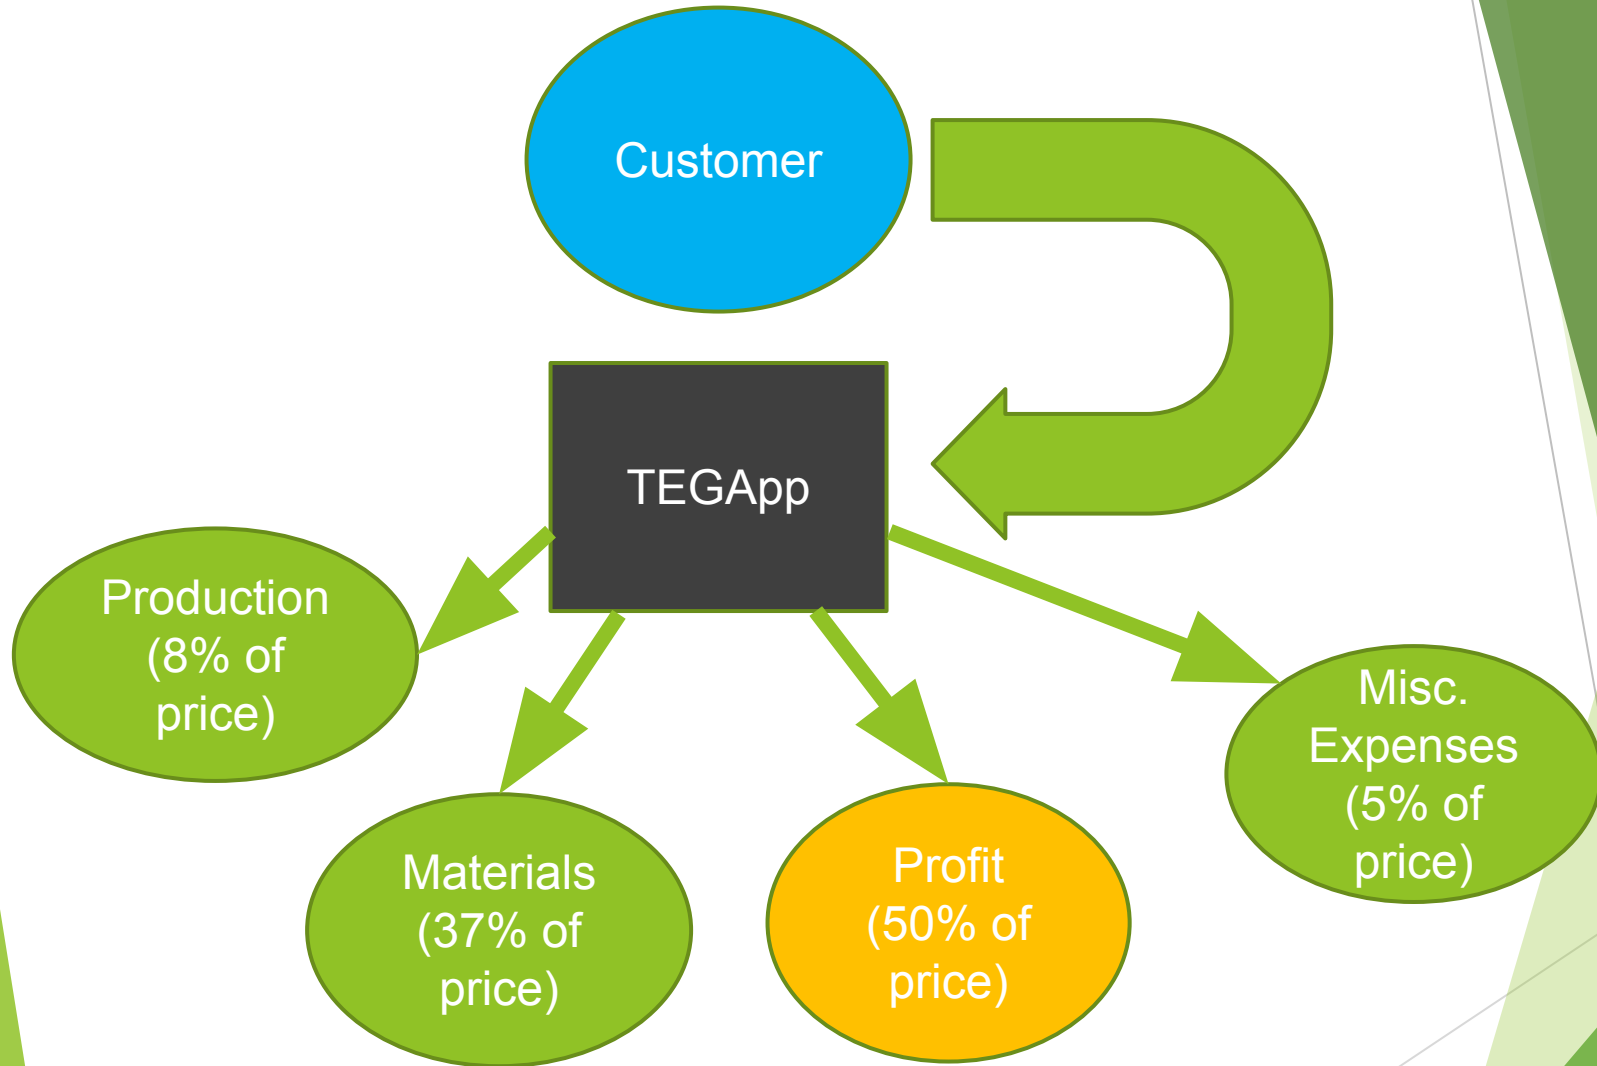 Customer
TEGApp
Production
(8% of
price)
Materials
(37% of
price)
Profit
(50% of
price)
Misc.
Expenses
(5% of
price)